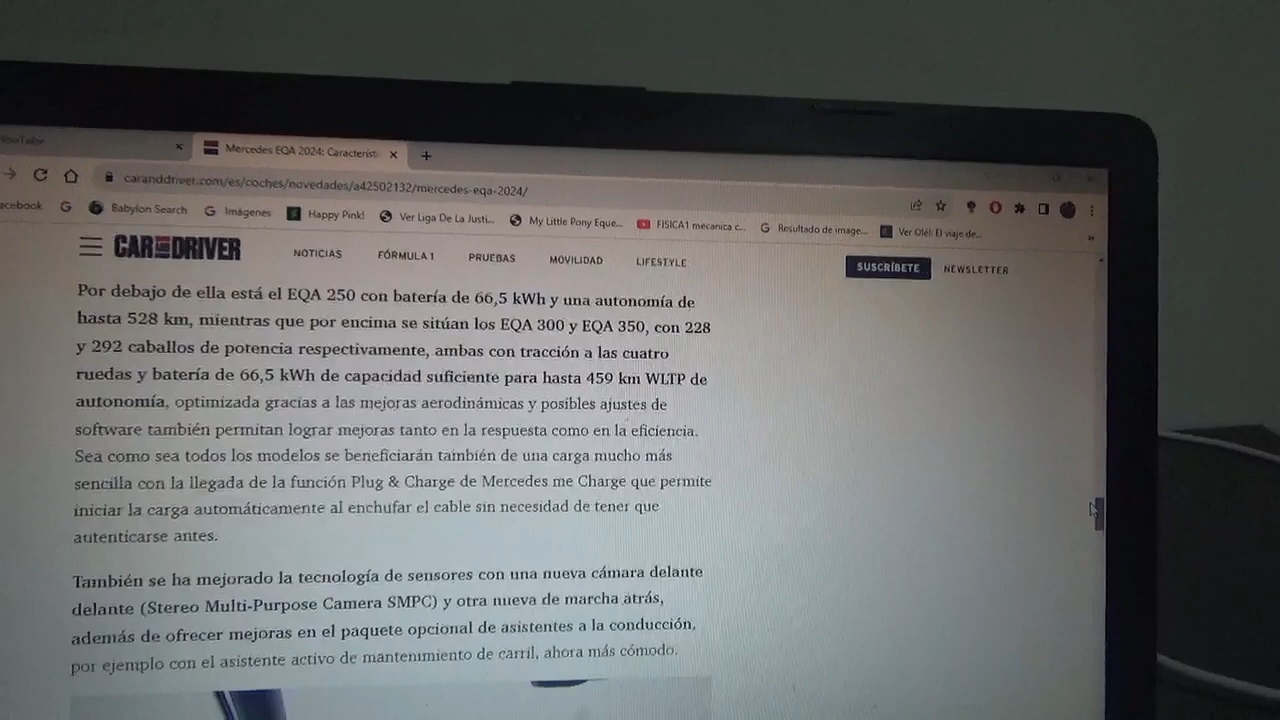 YouTube
Mercedes EQA 2024: Caracterist
caranddriver.com/es/coches/novedades/a42502132/mercedes-eqa-2024/
acebook
Babylon Search
Imágenes
Happy Pink!
Ver Liga De La Justi...
My Little Pony Eque...
FISICA1 mecanica c...
Resultado de image...
Ver Olé! El viaje de...
CAR AND DRIVER
NOTICIAS
FÓRMULA 1
PRUEBAS
MOVILIDAD
LIFESTYLE
SUSCRÍBETE
NEWSLETTER
Por debajo de ella está el EQA 250 con batería de 66,5 kWh y una autonomía de
hasta 528 km, mientras que por encima se sitúan los EQA 300 y EQA 350, con 228
y 292 caballos de potencia respectivamente, ambas con tracción a las cuatro
ruedas y batería de 66,5 kWh de capacidad suficiente para hasta 459 km WLTP de
autonomía, optimizada gracias a las mejoras aerodinámicas y posibles ajustes de
software también permitan lograr mejoras tanto en la respuesta como en la eficiencia.
Sea como sea todos los modelos se beneficiarán también de una carga mucho más
sencilla con la llegada de la función Plug & Charge de Mercedes me Charge que permite
iniciar la carga automáticamente al enchufar el cable sin necesidad de tener que
autenticarse antes.
También se ha mejorado la tecnología de sensores con una nueva cámara delante
delante (Stereo Multi-Purpose Camera SMPC) y otra nueva de marcha atrás,
además de ofrecer mejoras en el paquete opcional de asistentes a la conducción,
por ejemplo con el asistente activo de mantenimiento de carril, ahora más cómodo.